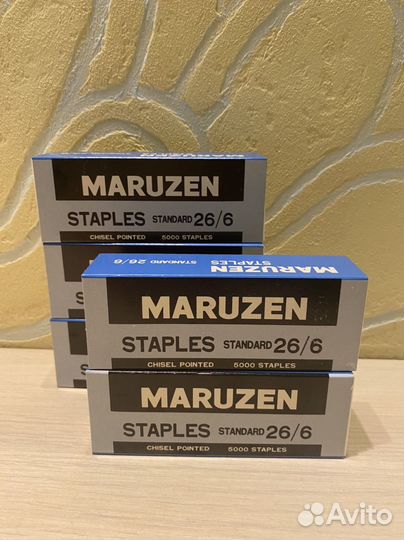 MARUZEN
STAPLES STANDARD 26/6
CHISEL POINTED 5000 STAPLES
MARUZEN
STAPLES
STANDARD 26/6
MARUZEN
STAPLES STANDARD 26/6
CHISEL POINTED 5000 STAPLES
MARUZEN
STAPLES STANDARD 26/6
CHISEL POINTED 5000 STAPLES
Avito